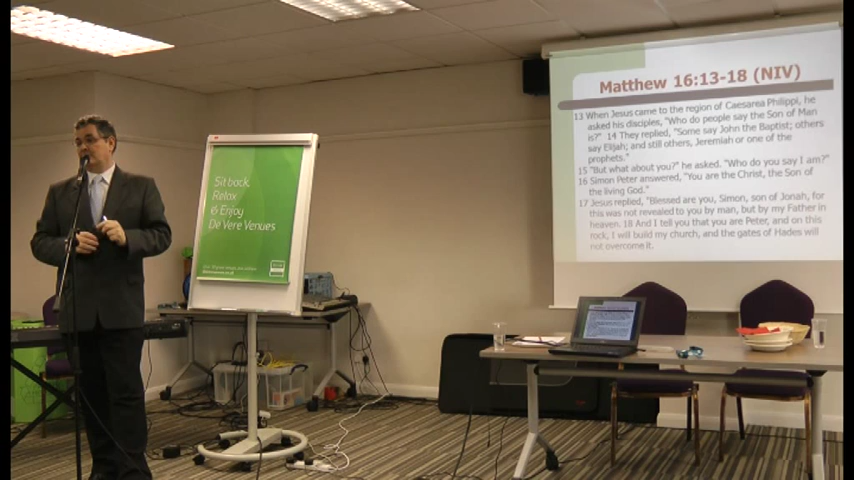 Matthew 16:13-18 (NIV)
13 When Jesus came to the region of Caesarea Philippi, he
asked his disciples, "Who do people say the Son of Man
is?" 14 They replied, "Some say John the Baptist; others
say Elijah; and still others, Jeremiah or one of the
prophets."
15 "But what about you?" he asked. "Who do you say I am?"
16 Simon Peter answered, "You are the Christ, the Son of
the living God."
17 Jesus replied, "Blessed are you, Simon, son of Jonah, for
this was not revealed to you by man, but by my Father in
heaven. 18 And I tell you that you are Peter, and on this
rock, I will build my church, and the gates of Hades will
not overcome it.
Sit back,
Relax
& Enjoy
De Vere Venues